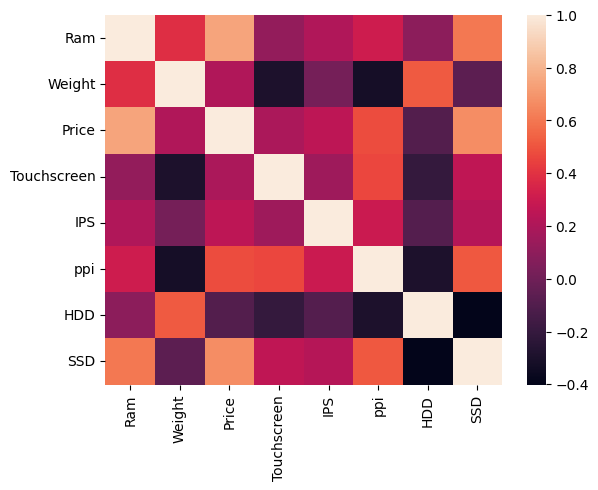 Ram
Weight
Price
Touchscreen
IPS
ppi
HDD
SSD
Ram
Weight
Price
Touchscreen
IPS
ppi
HDD
SSD
1.0
0.8
0.6
0.4
0.2
0.0
−0.2
−0.4